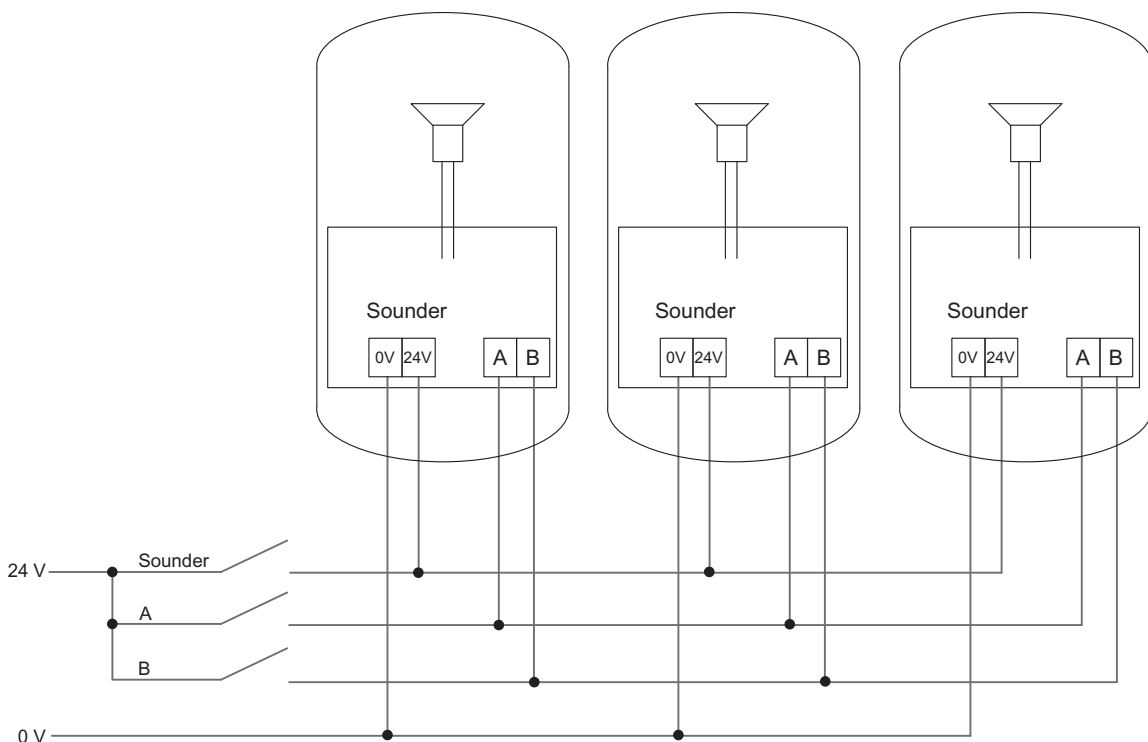 Sounder Sounder Sounder
0V 24V A B 0V 24V A B 0V 24V A B
Sounder
24 V
A
B
0 V